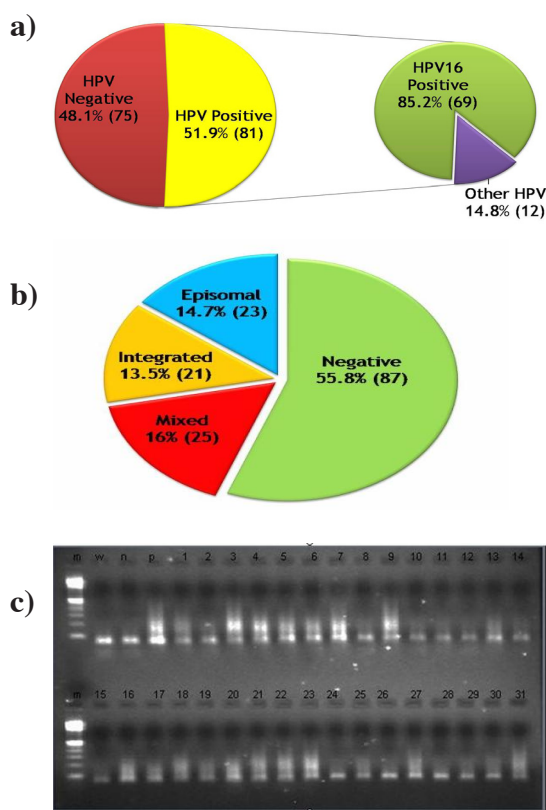 a)
HPV
Negative
48.1% (75)
HPV Positive
51.9% (81)
HPV16
Positive
85.2% (69)
Other HPV
14.8% (12)
b)
Episomal
14.7% (23)
Integrated
13.5% (21)
Mixed
16% (25)
Negative
55.8% (87)
c)
m w n p 1 2 3 4 5 6 7 8 9 10 11 12 13 14
m 15 16 17 18 19 20 21 22 23 24 25 26 27 28 29 30 31